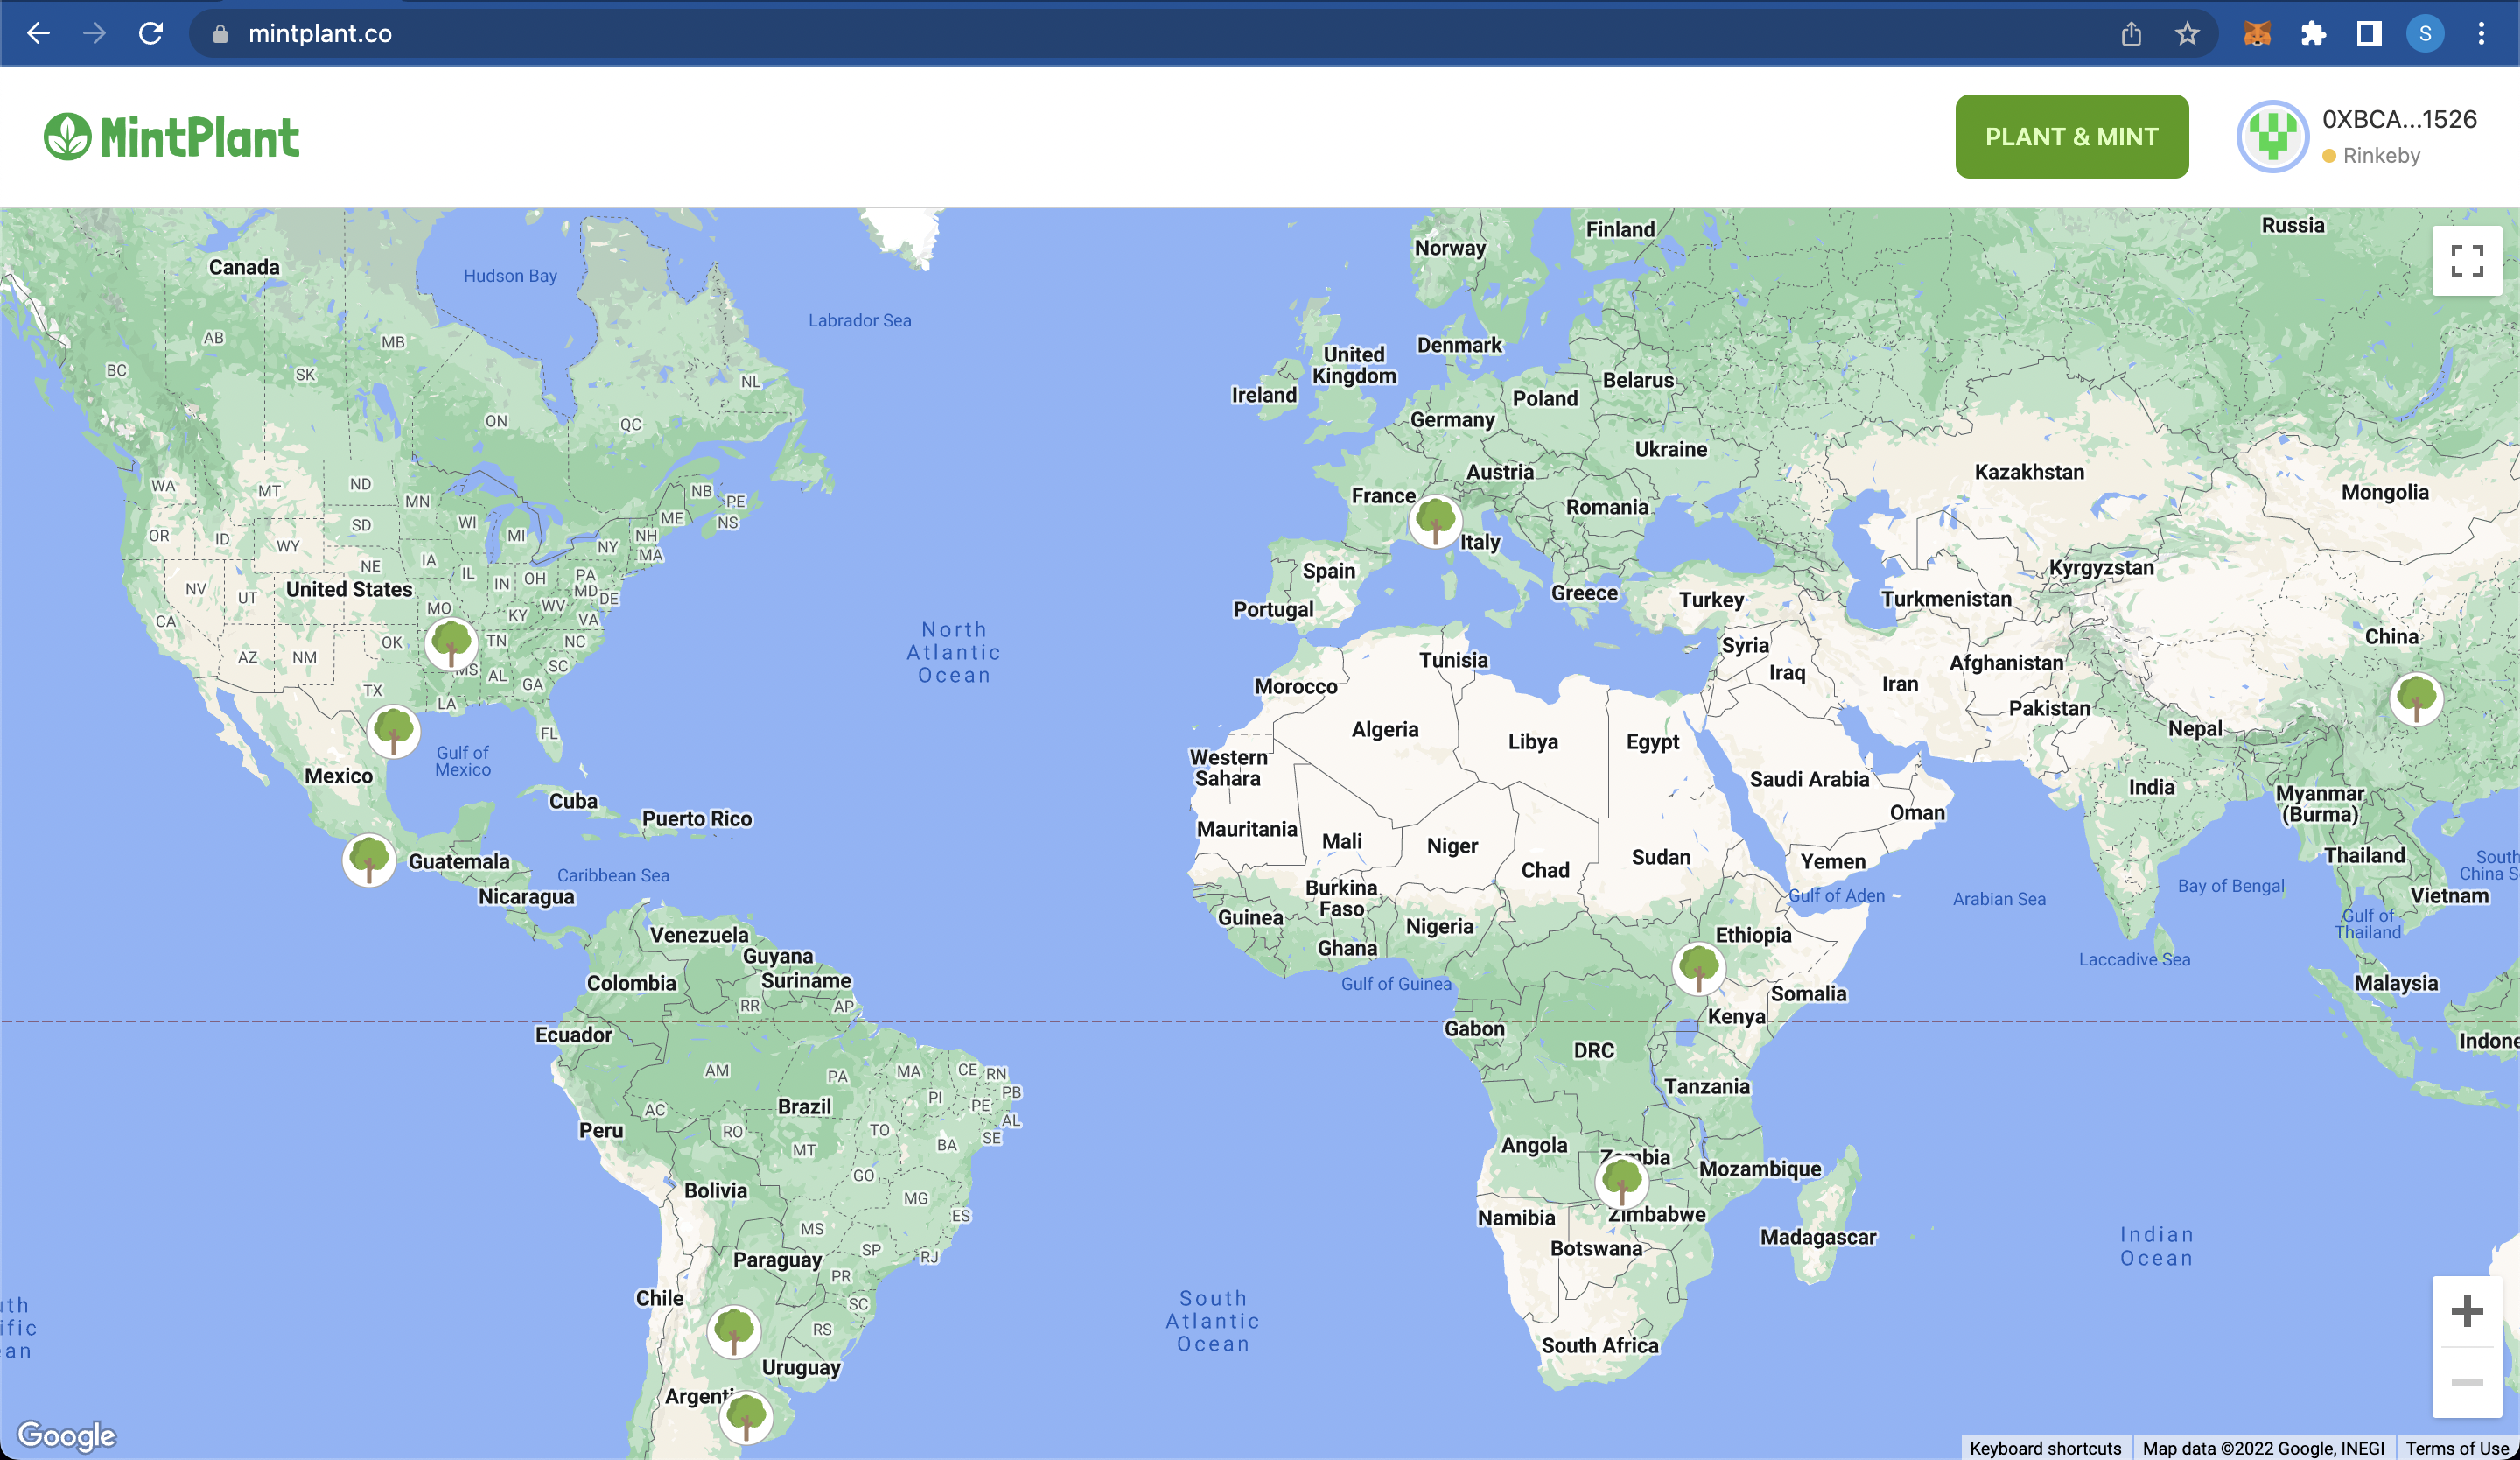 mintplant.co
S
MintPlant
PLANT & MINT
0XBCA...1526
Rinkeby
Canada
Hudson Bay
Labrador Sea
AB
MB
BC
SK
NL
ON
QC
WA
MT
ND
MN
NB
PE
OR
ID
WY
SD
WI
MI
ME
NS
NH
NY
MA
NE
IA
IL
IN
OH
PA
MD
DE
NV
UT
United States
MO
KY
WV
VA
CA
OK
TN
NC
AZ
NM
MS
AL
SC
GA
TX
LA
FL
Gulf of
Mexico
Mexico
Cuba
Puerto Rico
Guatemala
Caribbean Sea
Nicaragua
North
Atlantic
Ocean
Venezuela
Guyana
Suriname
Colombia
RR
AP
Ecuador
AM
PA
MA
CE
RN
PB
PI
PE
AL
AC
Brazil
SE
Peru
RO
TO
BA
MT
GO
Bolivia
MG
ES
MS
SP
RJ
Paraguay
PR
Chile
SC
RS
Uruguay
Argenti
South
Atlantic
Ocean
uth
ific
an
Norway
Finland
Russia
Denmark
United
Kingdom
Ireland
Belarus
Poland
Germany
Ukraine
Austria
Kazakhstan
Mongolia
France
Romania
Italy
Spain
Kyrgyzstan
Portugal
Greece
Turkey
Turkmenistan
China
Syria
Tunisia
Iraq
Afghanistan
Morocco
Iran
Pakistan
Algeria
Libya
Egypt
Nepal
Western
Sahara
Saudi Arabia
India
Myanmar
(Burma)
Oman
Mauritania
Mali
Niger
Chad
Sudan
Yemen
Thailand
South
China S
Burkina
Faso
Gulf of Aden
Arabian Sea
Bay of Bengal
Vietnam
Guinea
Ghana
Nigeria
Ethiopia
Gulf of
Thailand
Gulf of Guinea
Laccadive Sea
Malaysia
Somalia
Kenya
Gabon
DRC
Indone
Tanzania
Angola
Zambia
Mozambique
Namibia
Zimbabwe
Botswana
Madagascar
Indian
Ocean
South Africa
Google
Keyboard shortcuts
Map data ©2022 Google, INEGI
Terms of Use